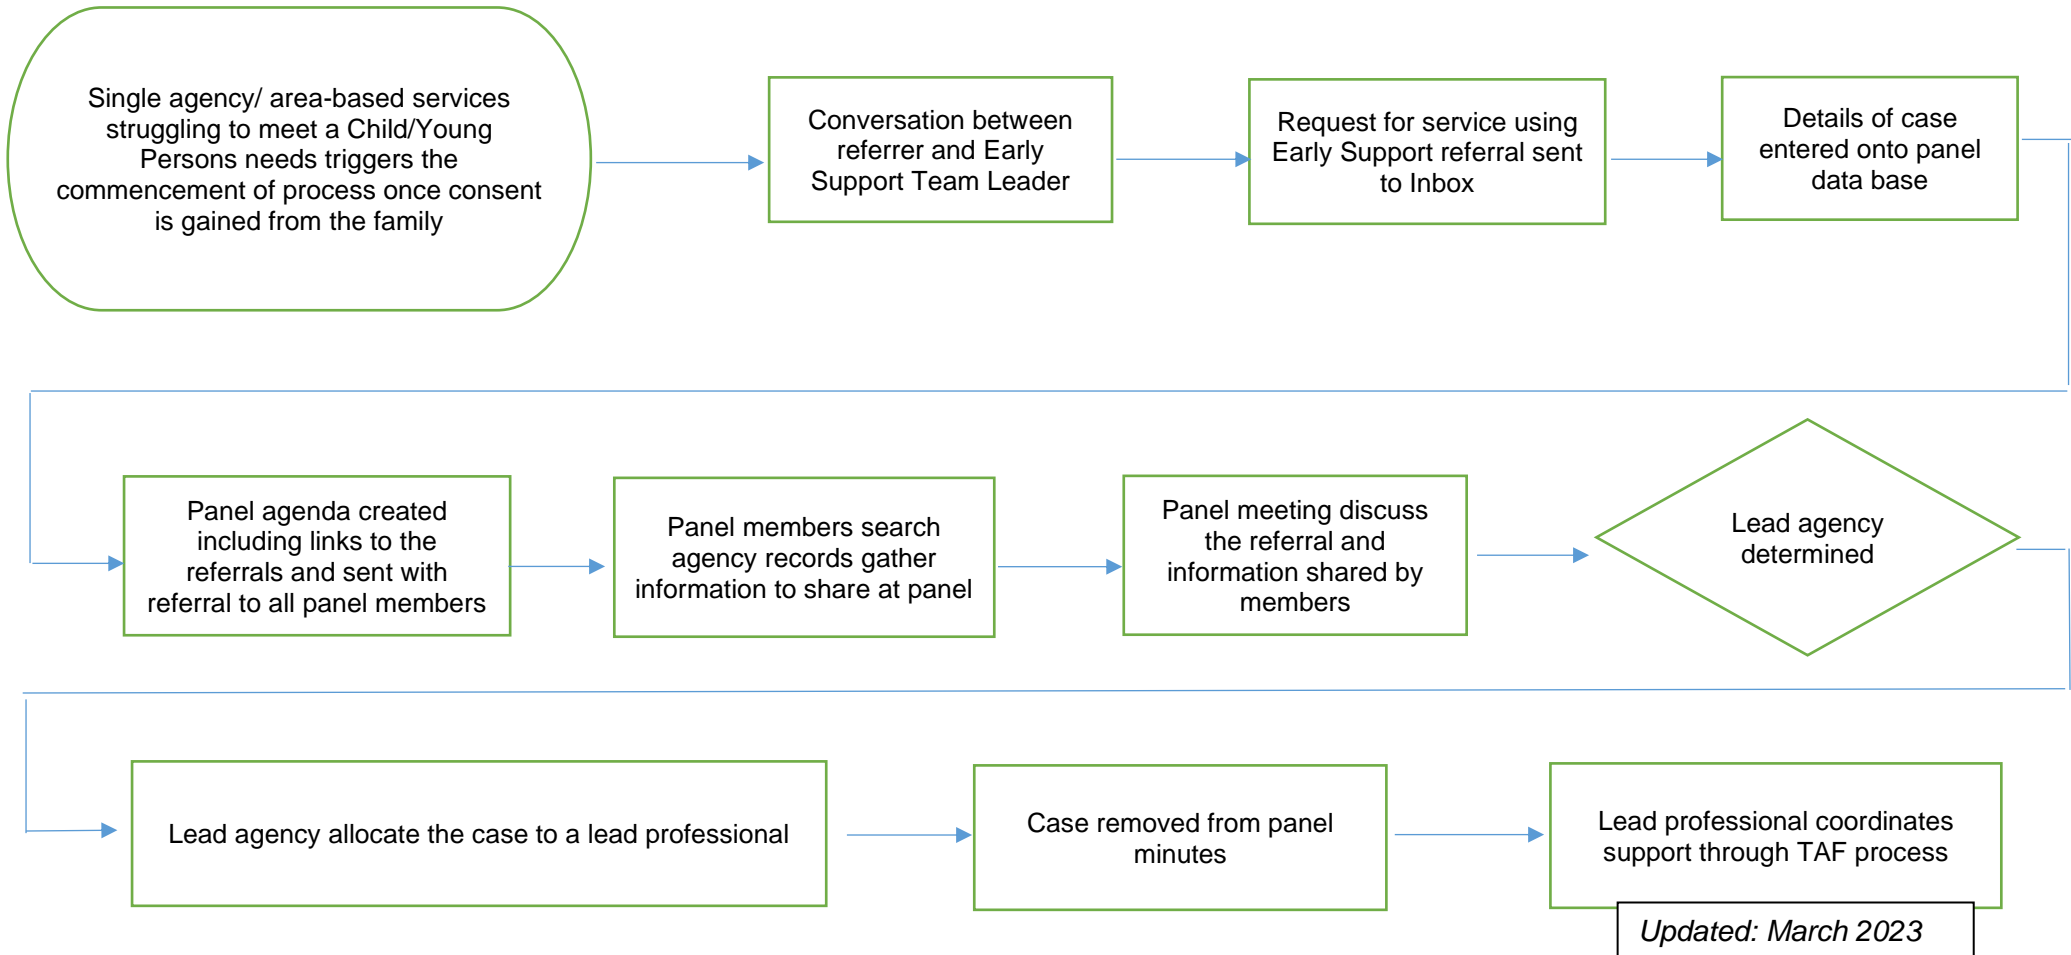 Single agency/ area-based services
struggling to meet a Child/Young
Persons needs triggers the
commencement of process once consent
is gained from the family
Conversation between
referrer and Early
Support Team Leader
Request for service using
Early Support referral sent
to Inbox
Details of case
entered onto panel
data base
Panel agenda created
including links to the
referrals and sent with
referral to all panel members
Panel members search
agency records gather
information to share at panel
Panel meeting discuss
the referral and
information shared by
members
Lead agency
determined
Lead agency allocate the case to a lead professional
Case removed from panel
minutes
Lead professional coordinates
support through TAF process
Updated: March 2023